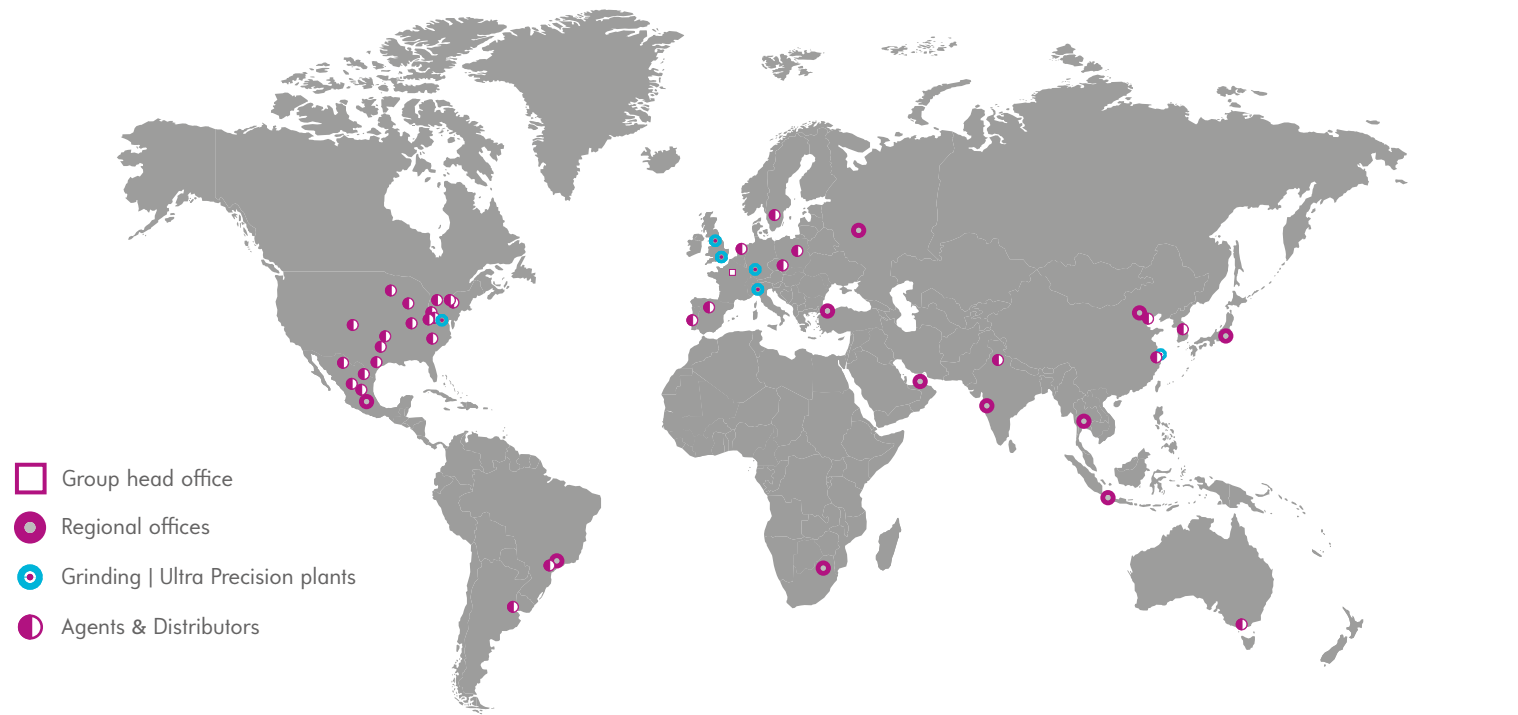 Group head office
Regional offices
Grinding | Ultra Precision plants
Agents & Distributors